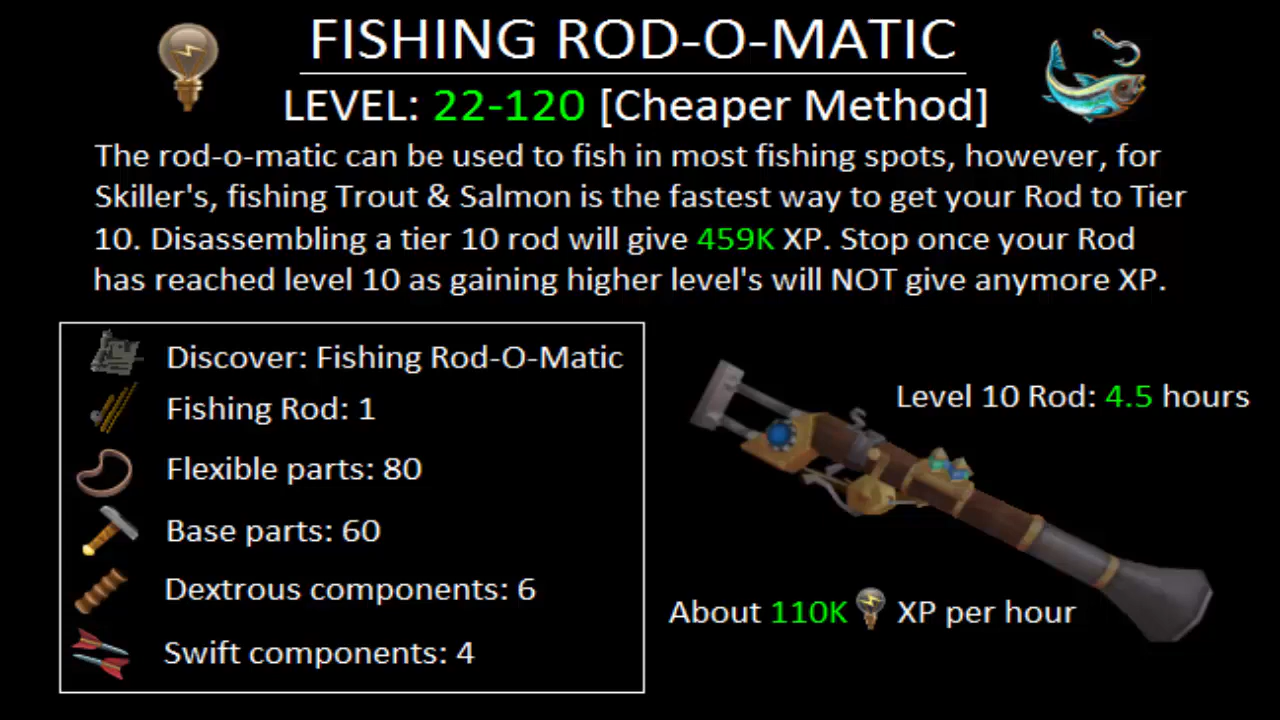 FISHING ROD-O-MATIC
LEVEL: 22-120 [Cheaper Method]
The rod-o-matic can be used to fish in most fishing spots, however, for
Skiller's, fishing Trout & Salmon is the fastest way to get your Rod to Tier
10. Disassembling a tier 10 rod will give 459K XP. Stop once your Rod
has reached level 10 as gaining higher level's will NOT give anymore XP.
Discover: Fishing Rod-O-Matic
Fishing Rod: 1
Flexible parts: 80
Base parts: 60
Dextrous components: 6
Swift components: 4
Level 10 Rod: 4.5 hours
About 110K XP per hour